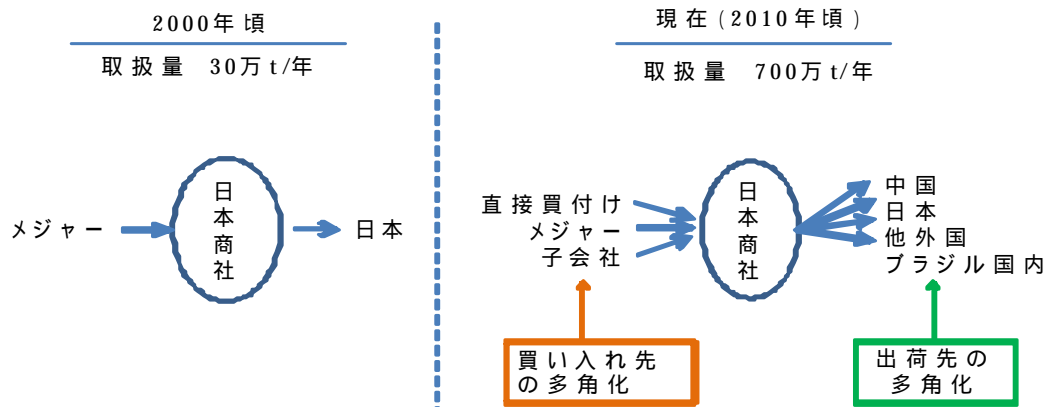 2000年頃
取扱量 30万t/年
メジャー
日本商社
日本
現在(2010年頃)
取扱量 700万t/年
直接買付け
メジャー
子会社
日本商社
中国
日本
他外国
ブラジル国内
買い入れ先
の多角化
出荷先の
多角化